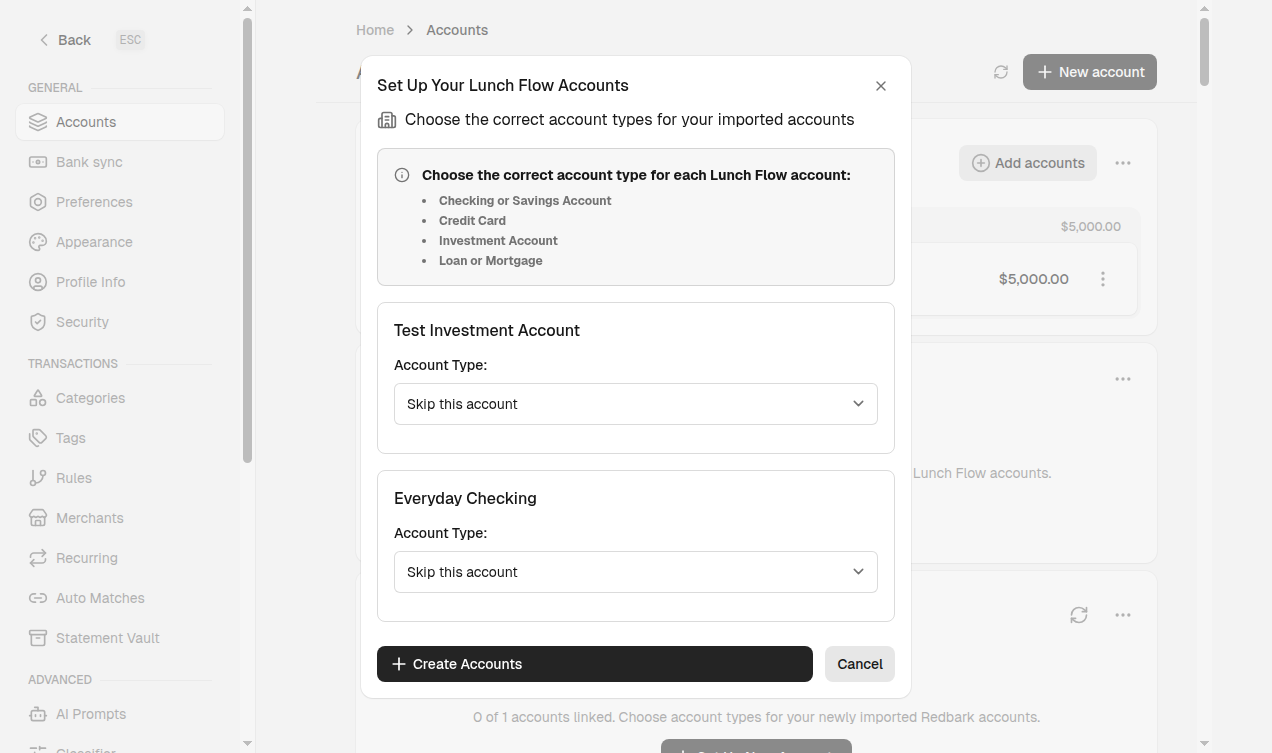 Back ESC
GENERAL
Accounts
Bank sync
Preferences
Appearance
Profile Info
Security
TRANSACTIONS
Categories
Tags
Rules
Merchants
Recurring
Auto Matches
Statement Vault
ADVANCED
AI Prompts
Home > Accounts
New account
Add accounts
$5,000.00
$5,000.00
Lunch Flow accounts.
0 of 1 accounts linked. Choose account types for your newly imported Redbark accounts.
Set Up Your Lunch Flow Accounts
Choose the correct account types for your imported accounts
Choose the correct account type for each Lunch Flow account:
• Checking or Savings Account
• Credit Card
• Investment Account
• Loan or Mortgage
Test Investment Account
Account Type:
Skip this account
Everyday Checking
Account Type:
Skip this account
Create Accounts
Cancel